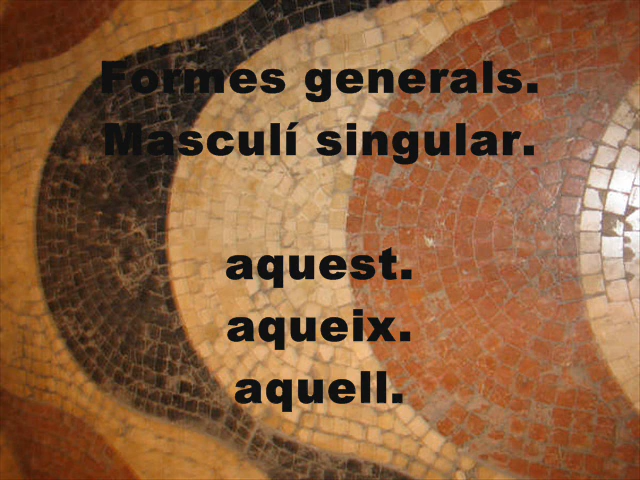 Formes generals.
Masculí singular.
aquest.
aqueix.
aquell.